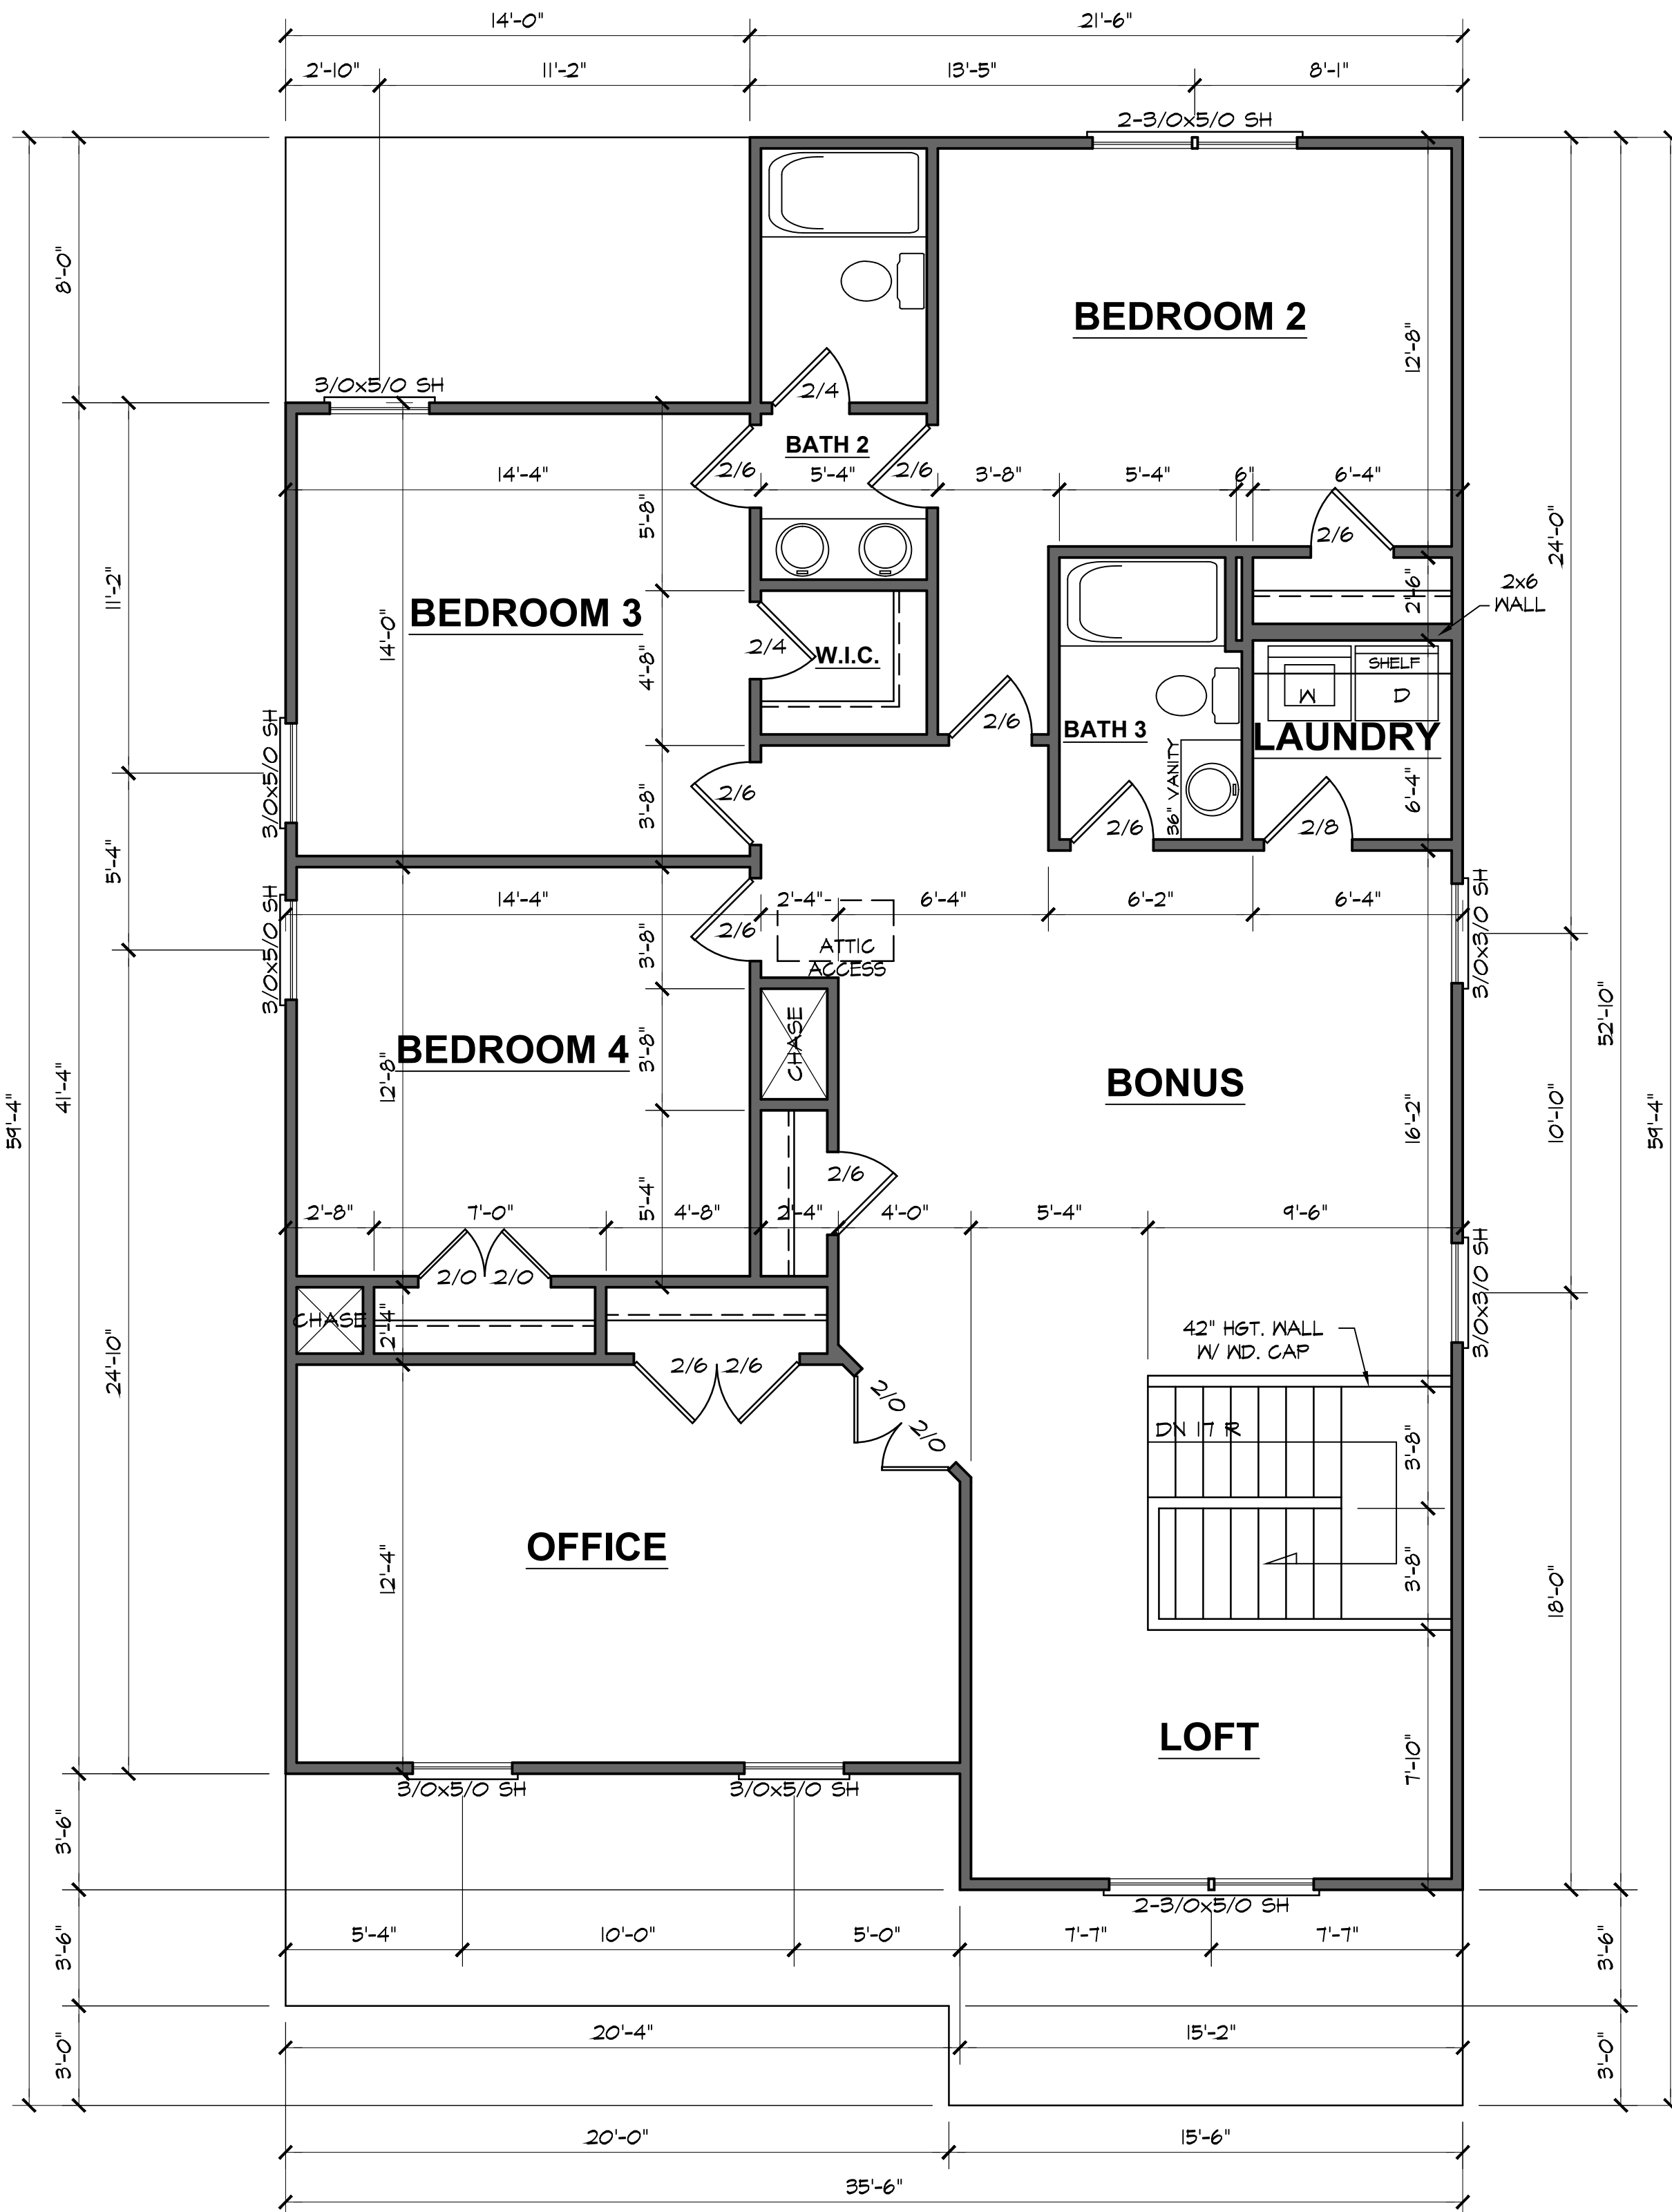 14'-0"
21'-6"
2'-10"
11'-2"
13'-5"
8'-1"
2-3/0x5/0 SH
8'-0"
BEDROOM 2
12'-8"
3/0x5/0 SH
2/4
BATH 2
2/6
2/6
14'-4"
5'-4"
3'-8"
5'-4"
6"
6'-4"
5'-8"
2/6
24'-0"
11'-2"
2'-6"
2x6
WALL
BEDROOM 3
14'-0"
2/4
W.I.C.
4'-8"
SHELF
W
D
2/6
BATH 3
LAUNDRY
3/0x5/0 SH
36" VANITY
6'-4"
2/6
3'-8"
2/6
2/8
5'-4"
3/0x5/0 SH
14'-4"
2'-4"
6'-4"
6'-2"
6'-4"
3/0x3/0 SH
2/6
3'-8"
ATTIC
ACCESS
52'-10"
CHASE
BEDROOM 4
12'-8"
3'-8"
BONUS
59'-4"
41'-4"
16'-2"
10'-10"
59'-4"
2/6
5'-4"
2'-8"
7'-0"
4'-8"
2'-4"
4'-0"
5'-4"
9'-6"
2/0
2/0
3/0x3/0 SH
CHASE
2'-4"
42" HGT. WALL
W/ WD. CAP
24'-10"
2/6
2/6
2/0
2/0
DN 17 R
3'-8"
OFFICE
12'-4"
3'-8"
18'-0"
LOFT
7'-10"
3/0x5/0 SH
3/0x5/0 SH
3'-6"
2-3/0x5/0 SH
5'-4"
10'-0"
5'-0"
7'-7"
7'-7"
3'-6"
3'-6"
20'-4"
15'-2"
3'-0"
3'-0"
20'-0"
15'-6"
35'-6"